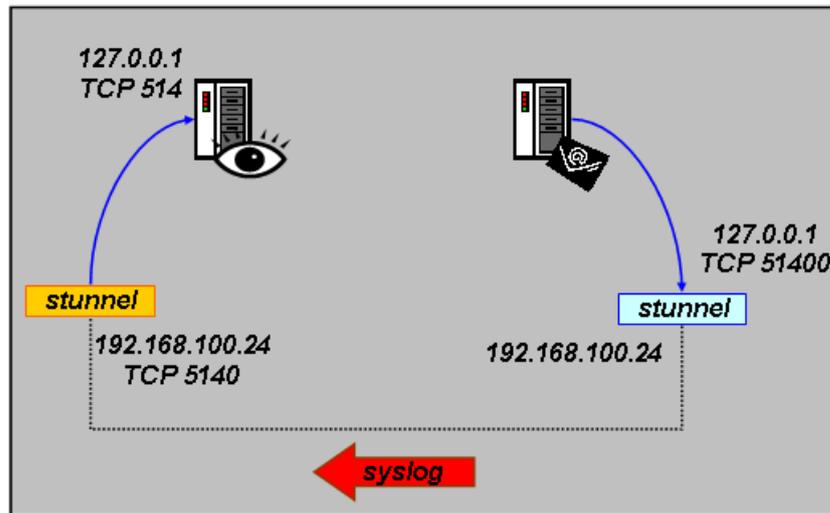 127.0.0.1
TCP 514
127.0.0.1
TCP 51400
stunnel
stunnel
192.168.100.24
TCP 5140
192.168.100.24
syslog